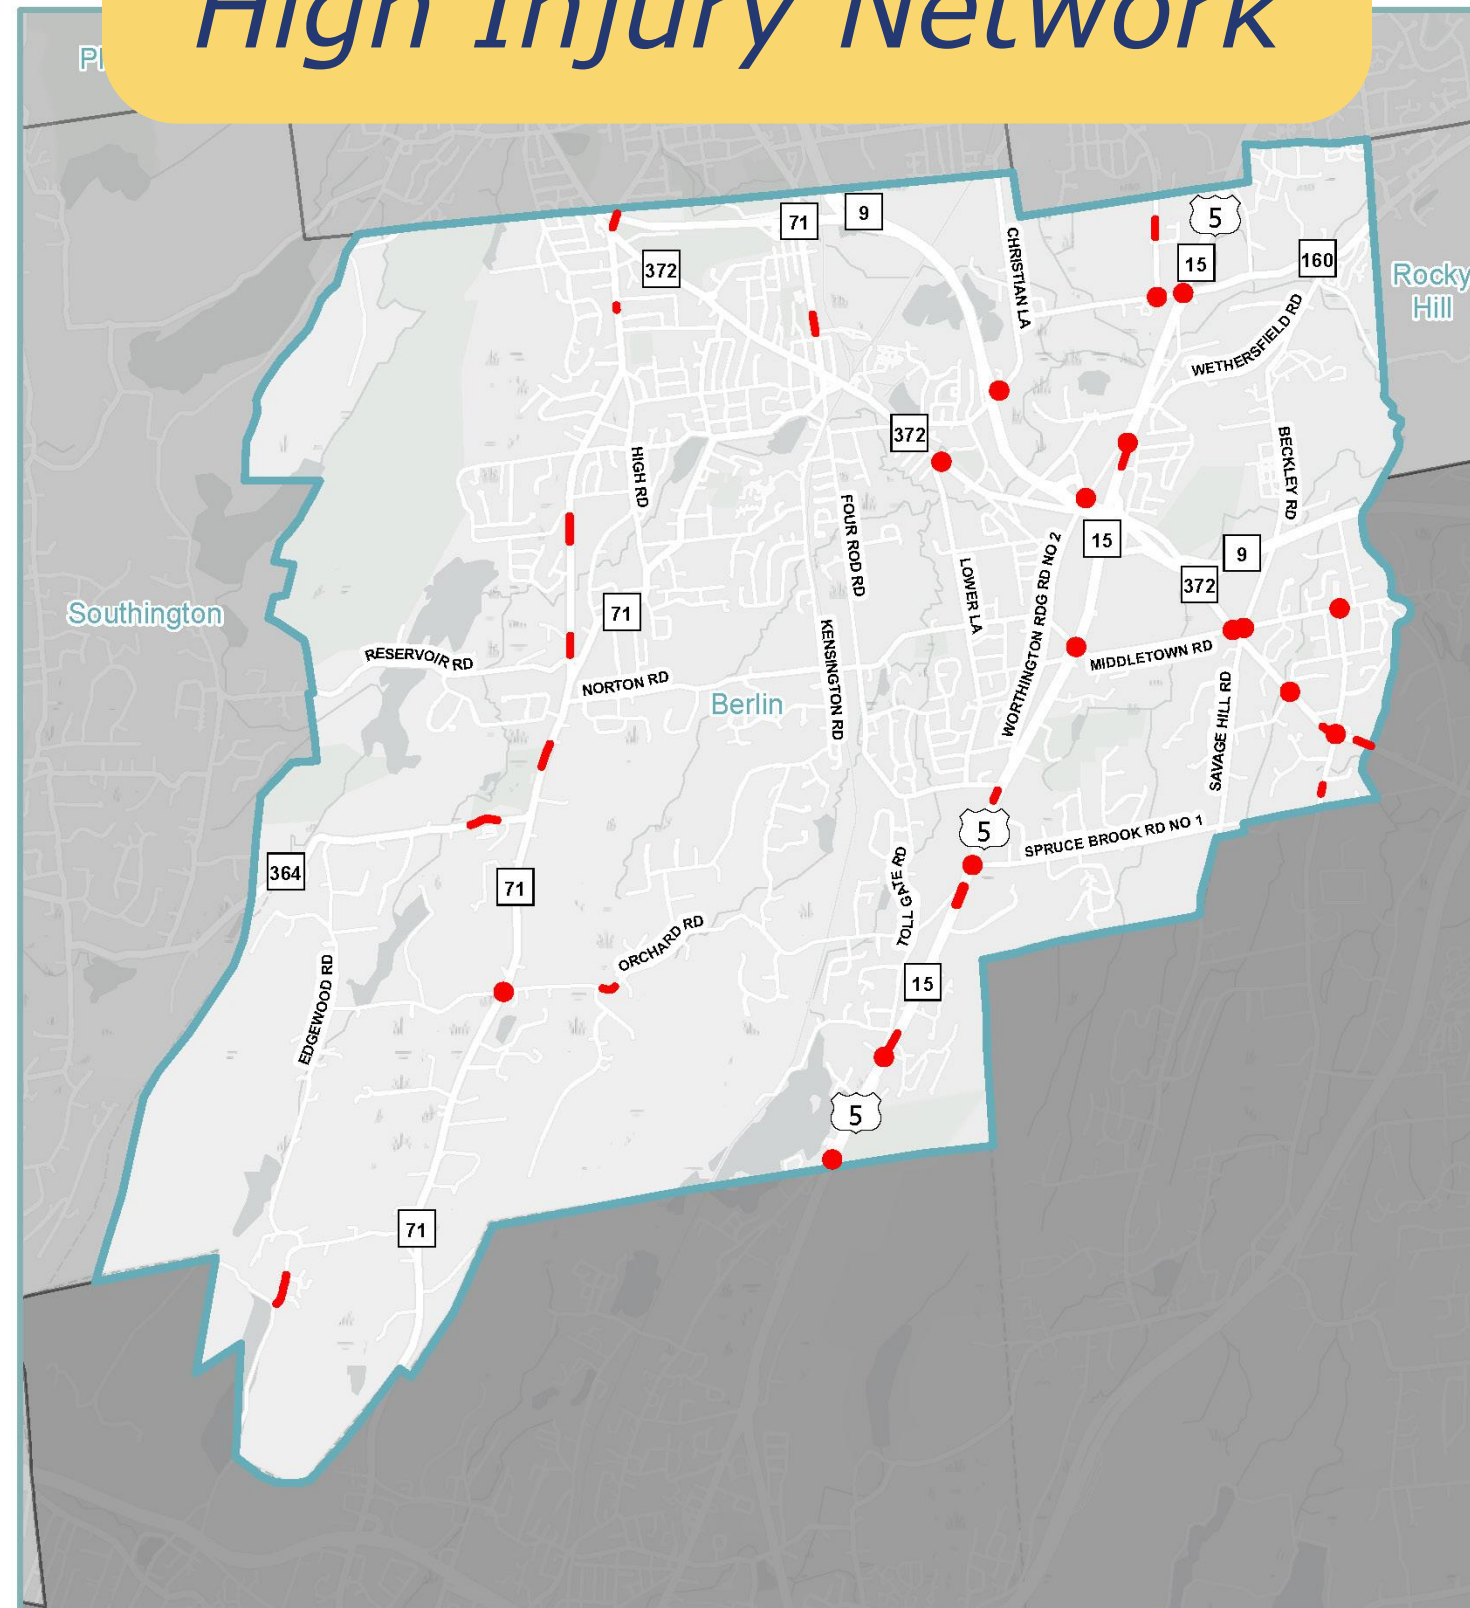 High Injury Network
Pl
71
9
5
372
CHRISTIAN LA
15
160
Rocky
Hill
WETHERSFIELD RD
372
HIGH RD
BECKLEY RD
FOUR ROD RD
15
9
LOWER LA
WORTHINGTON RDG RD NO 2
372
71
Southington
RESERVOIR RD
NORTON RD
KENSINGTON RD
MIDDLETOWN RD
Berlin
SAVAGE HILL RD
5
SPRUCE BROOK RD NO 1
364
71
TOLL GATE RD
ORCHARD RD
EDGEWOOD RD
15
5
71